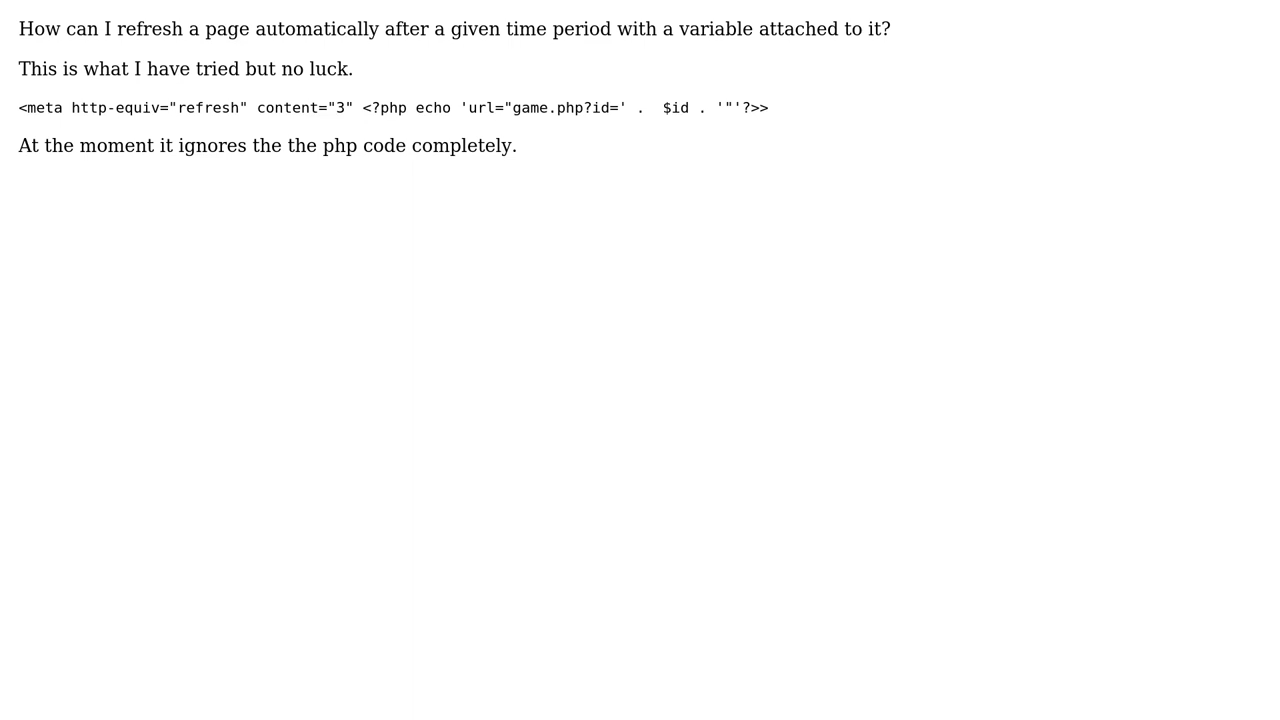 How can I refresh a page automatically after a given time period with a variable attached to it?
This is what I have tried but no luck.
<meta http-equiv="refresh" content="3" <?php echo 'url="game.php?id=' .  $id . '"'?>>
At the moment it ignores the the php code completely.